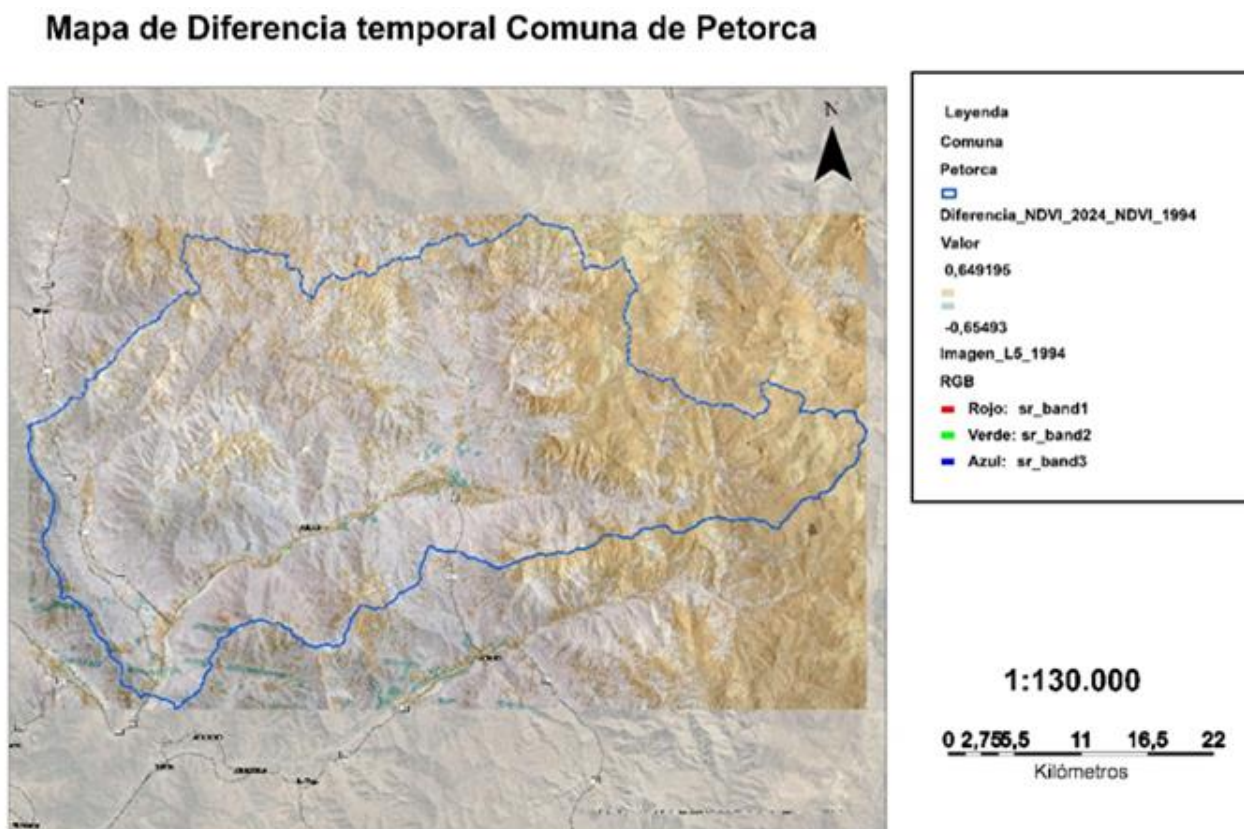 Mapa de Diferencia temporal Comuna de Petorca
N
Leyenda
Comuna
Petorca
Diferencia_NDVI_2024_NDVI_1994
Valor
0,649195
-0,65493
Imagen_L5_1994
RGB
Rojo: sr_band1
Verde: sr_band2
Azul: sr_band3
1:130.000
0 2,75 5,5 11 16,5 22
Kilómetros